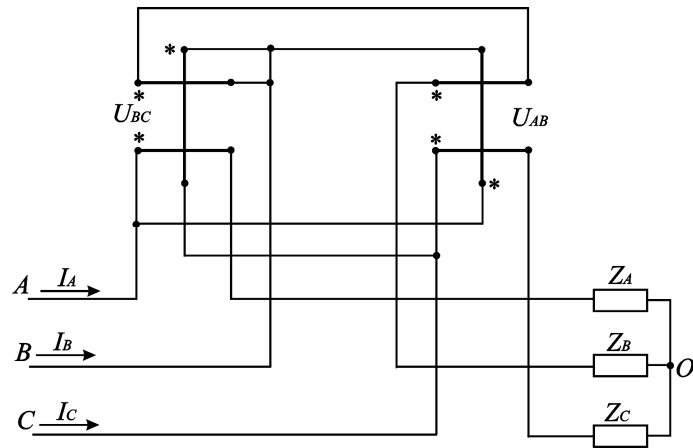 *
* *
U_BC U_AB
* *
*
A I_A Z_A
B I_B Z_B O
C I_C Z_C